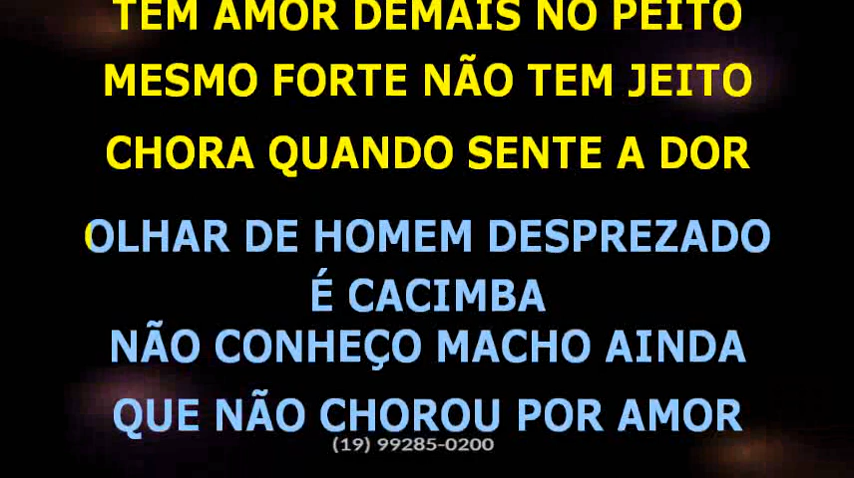 TEM AMOR DEMAIS NO PEITO
MESMO FORTE NÃO TEM JEITO
CHORA QUANDO SENTE A DOR
OLHAR DE HOMEM DESPREZADO
É CACIMBA
NÃO CONHEÇO MACHO AINDA
QUE NÃO CHOROU POR AMOR
(19) 99285-0200